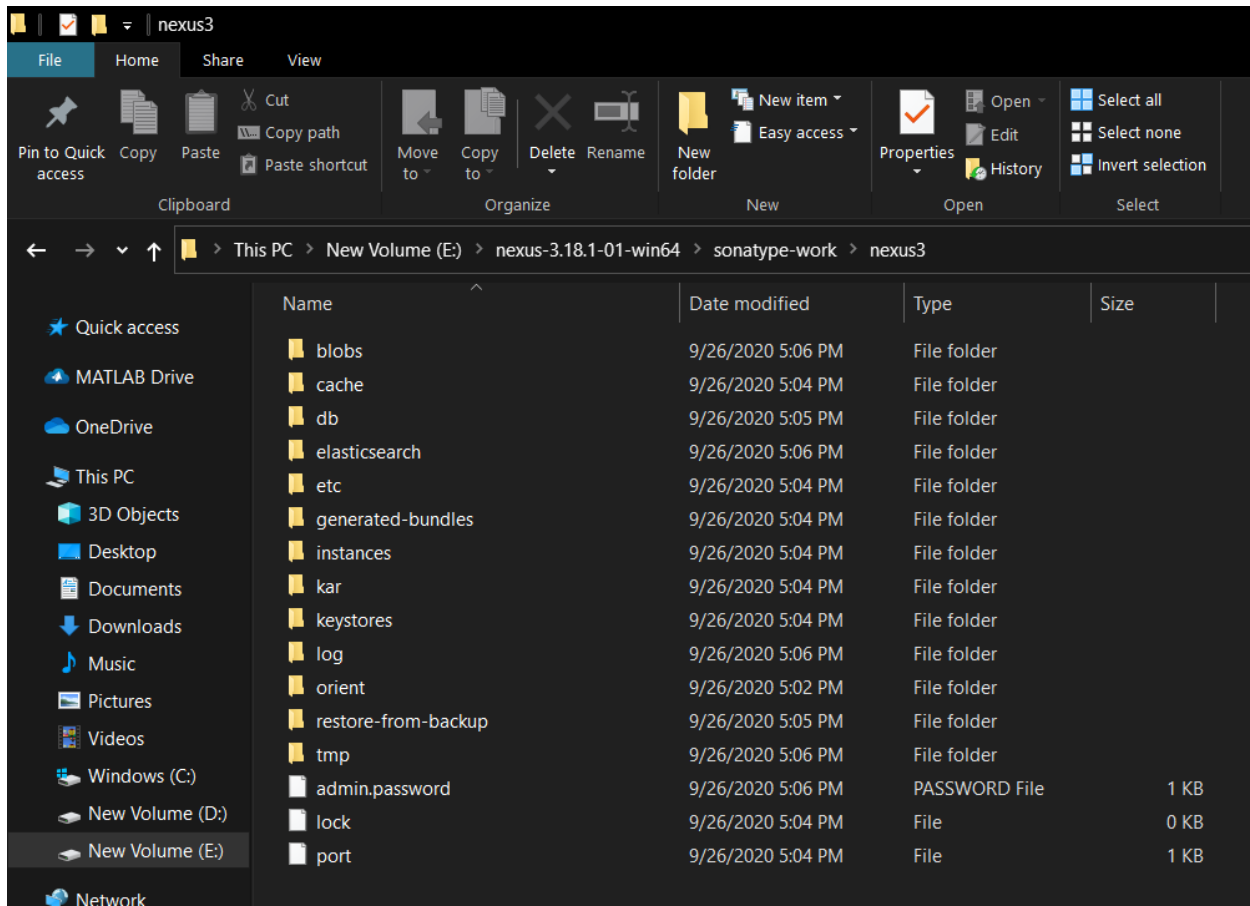 nexus3
File Home Share View
Pin to Quick access
Copy
Paste
Cut
Copy path
Paste shortcut
Clipboard
Move to
Copy to
Delete
Rename
Organize
New folder
New item
Easy access
New
Properties
Open
Edit
History
Open
Select all
Select none
Invert selection
Select
This PC > New Volume (E:) > nexus-3.18.1-01-win64 > sonatype-work > nexus3
Quick access
MATLAB Drive
OneDrive
This PC
3D Objects
Desktop
Documents
Downloads
Music
Pictures
Videos
Windows (C:)
New Volume (D:)
New Volume (E:)
Network
Name Date modified Type Size
blobs 9/26/2020 5:06 PM File folder
cache 9/26/2020 5:04 PM File folder
db 9/26/2020 5:05 PM File folder
elasticsearch 9/26/2020 5:06 PM File folder
etc 9/26/2020 5:04 PM File folder
generated-bundles 9/26/2020 5:04 PM File folder
instances 9/26/2020 5:04 PM File folder
kar 9/26/2020 5:04 PM File folder
keystores 9/26/2020 5:04 PM File folder
log 9/26/2020 5:06 PM File folder
orient 9/26/2020 5:02 PM File folder
restore-from-backup 9/26/2020 5:05 PM File folder
tmp 9/26/2020 5:06 PM File folder
admin.password 9/26/2020 5:06 PM PASSWORD File 1 KB
lock 9/26/2020 5:04 PM File 0 KB
port 9/26/2020 5:04 PM File 1 KB